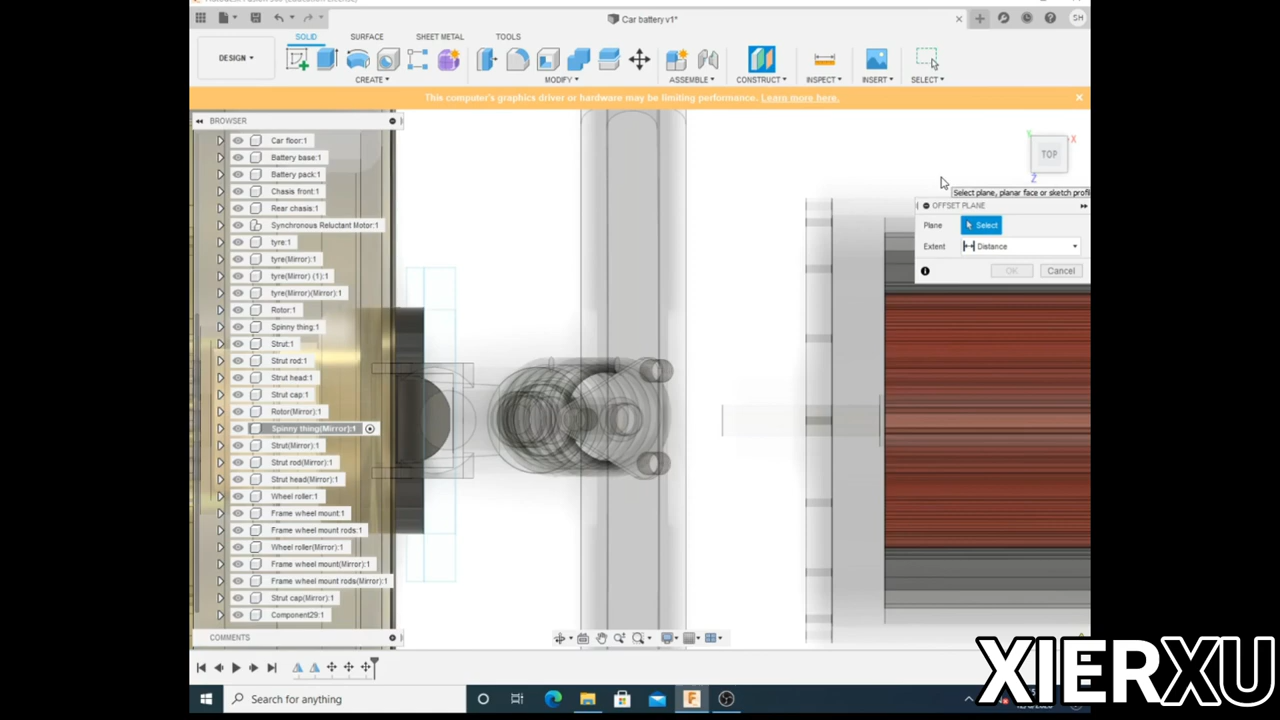 Car battery v1*
SH
DESIGN
SOLID
SURFACE
SHEET METAL
TOOLS
CREATE
MODIFY
ASSEMBLE
CONSTRUCT
INSPECT
INSERT
SELECT
This computer's graphics driver or hardware may be limiting performance. Learn more here.
BROWSER
Car floor:1
Battery base:1
Battery pack:1
Chasis front:1
Rear chasis:1
Synchronous Reluctant Motor:1
tyre:1
tyre(Mirror):1
tyre(Mirror) (1):1
tyre(Mirror)(Mirror):1
Rotor:1
Spinny thing:1
Strut:1
Strut rod:1
Strut head:1
Strut cap:1
Rotor(Mirror):1
Spinny thing(Mirror):1
Strut(Mirror):1
Strut rod(Mirror):1
Strut head(Mirror):1
Wheel roller:1
Frame wheel mount:1
Frame wheel mount rods:1
Wheel roller(Mirror):1
Frame wheel mount(Mirror):1
Frame wheel mount rods(Mirror):1
Strut cap(Mirror):1
Component29:1
COMMENTS
Y
X
TOP
Z
Select plane, planar face or sketch profi
OFFSET PLANE
Plane
Select
Extent
Distance
OK
Cancel
Search for anything
XIERXU